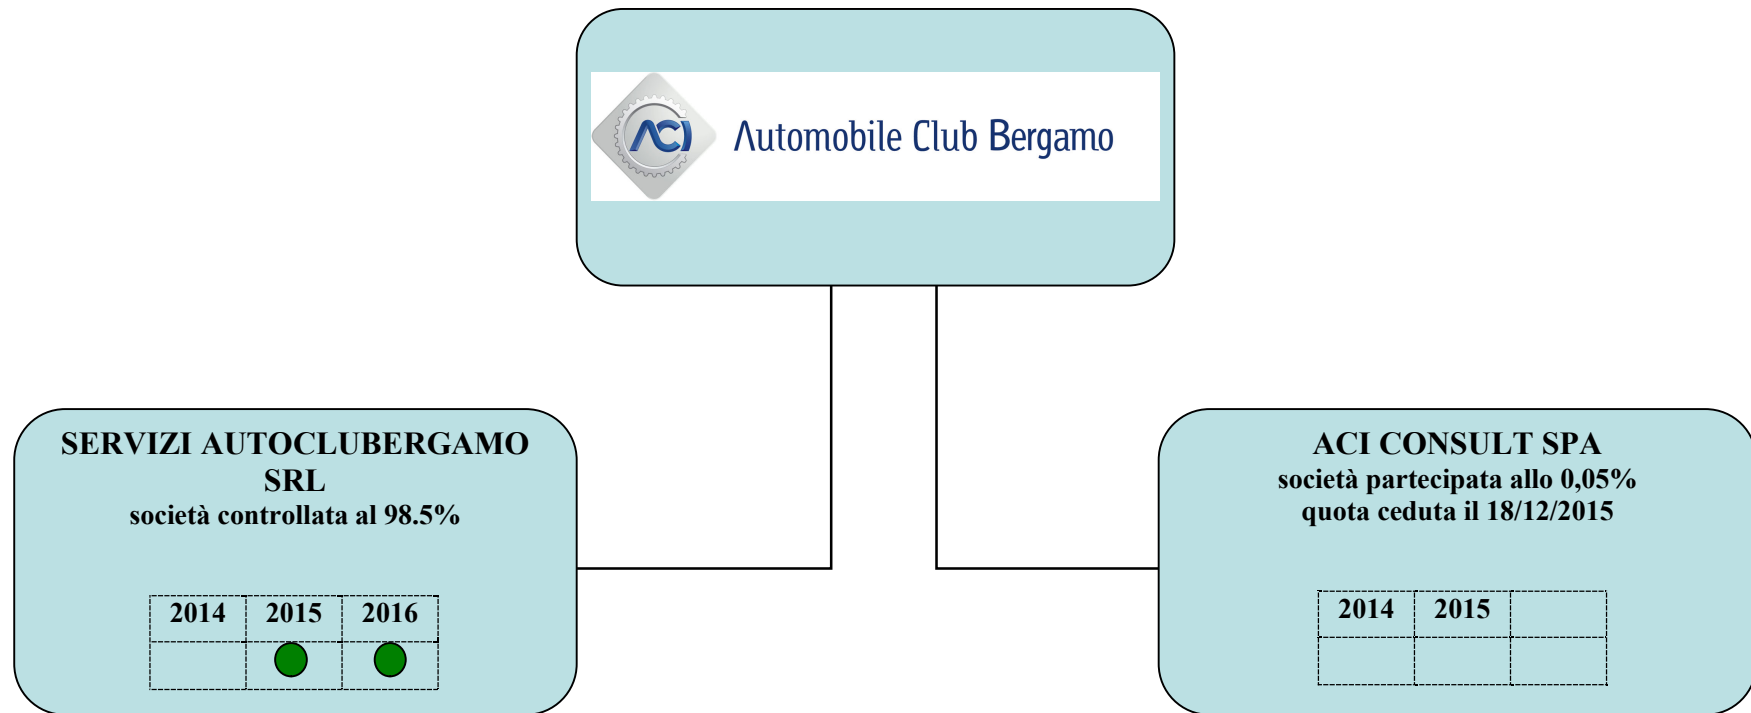 ACI
Automobile Club Bergamo
SERVIZI AUTOCLUBERGAMO
SRL
società controllata al 98.5%
2014 2015 2016
ACI CONSULT SPA
società partecipata allo 0,05%
quota ceduta il 18/12/2015
2014 2015